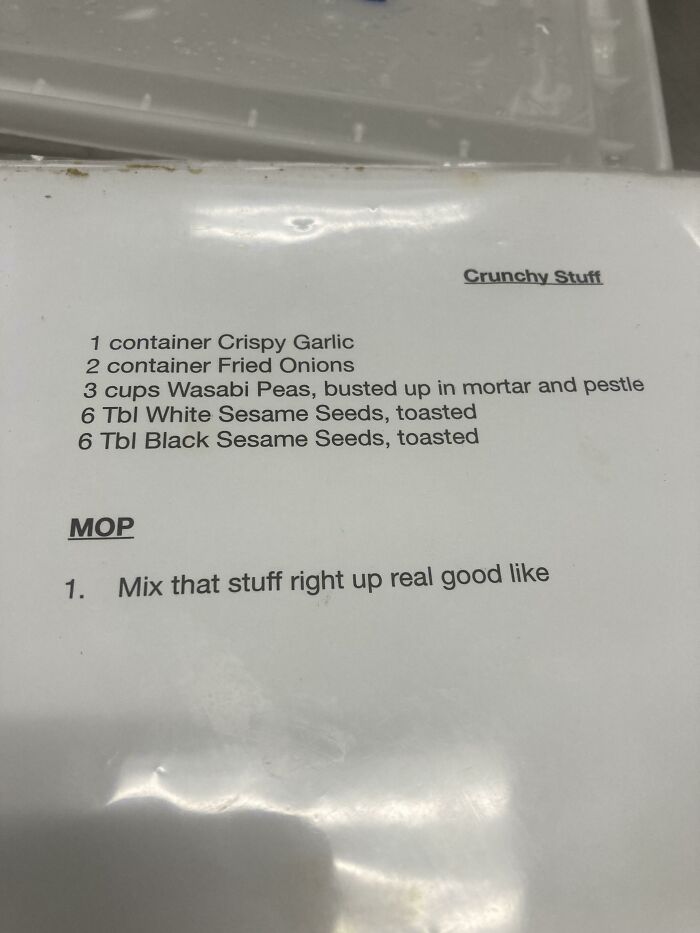 Crunchy Stuff
1 container Crispy Garlic
2 container Fried Onions
3 cups Wasabi Peas, busted up in mortar and pestle
6 Tbl White Sesame Seeds, toasted
6 Tbl Black Sesame Seeds, toasted
MOP
1. Mix that stuff right up real good like